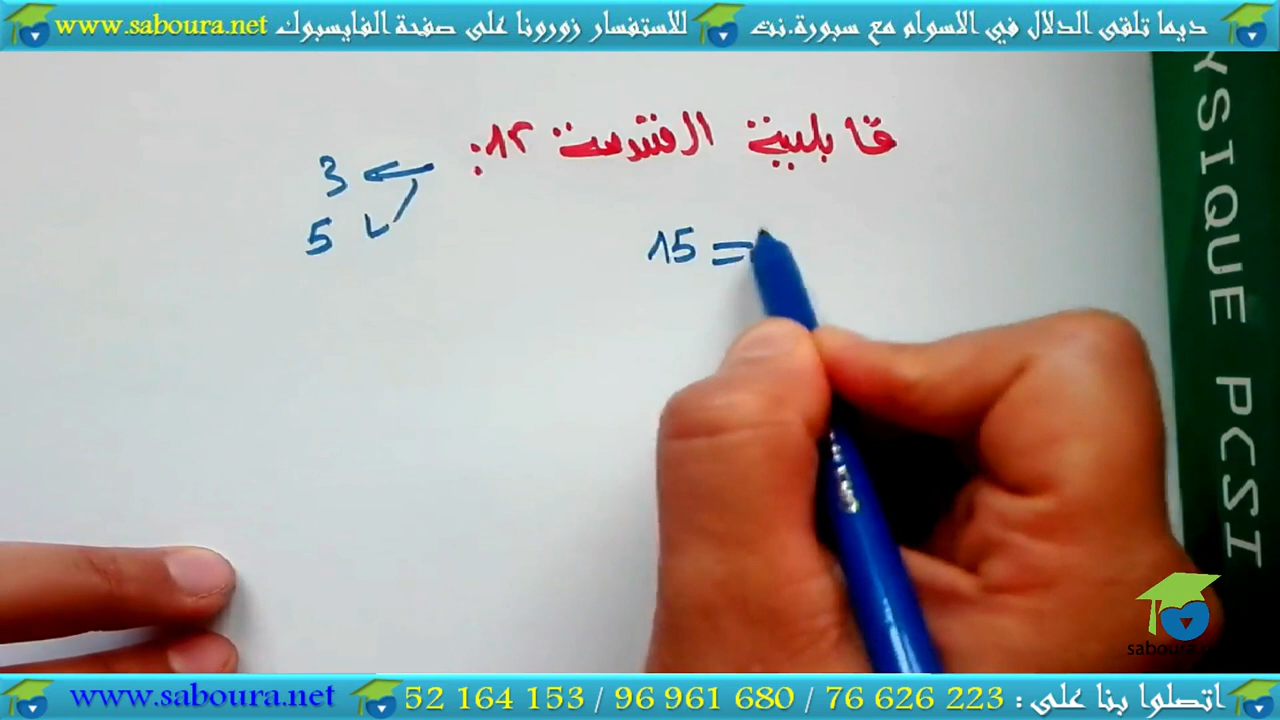 ديما تلقى الدلال في الاسوام مع سبورة.نت للاستفسار زورونا على صفحة الفايسبوك www.saboura.net
قابلية القسمة
3
5
15 =
YSIQUE PCSI
saboura.
www.saboura.net اتصلوا بنا على : 52 164 153 / 96 961 680 / 76 626 223